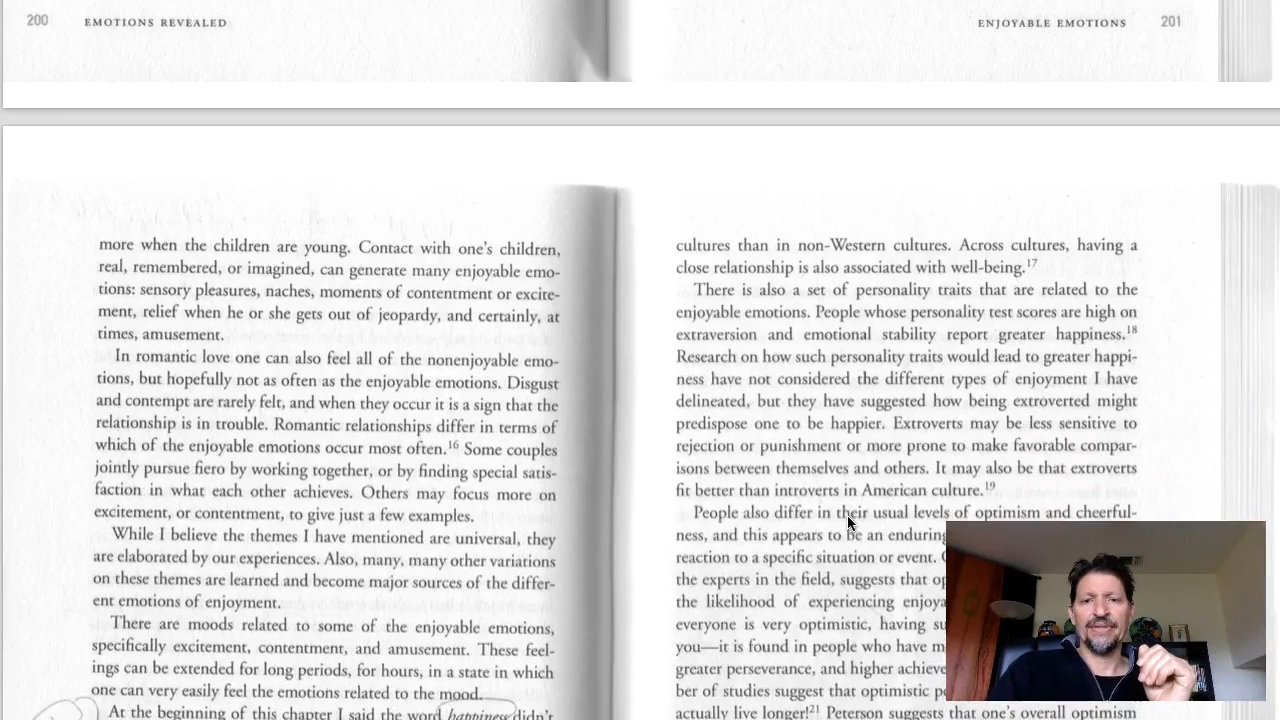 200 EMOTIONS REVEALED
ENJOYABLE EMOTIONS 201
more when the children are young. Contact with one's children,
real, remembered, or imagined, can generate many enjoyable emo-
tions: sensory pleasures, naches, moments of contentment or excite-
ment, relief when he or she gets out of jeopardy, and certainly, at
times, amusement.
In romantic love one can also feel all of the nonenjoyable emo-
tions, but hopefully not as often as the enjoyable emotions. Disgust
and contempt are rarely felt, and when they occur it is a sign that the
relationship is in trouble. Romantic relationships differ in terms of
which of the enjoyable emotions occur most often.16 Some couples
jointly pursue fiero by working together, or by finding special satis-
faction in what each other achieves. Others may focus more on
excitement, or contentment, to give just a few examples.
While I believe the themes I have mentioned are universal, they
are elaborated by our experiences. Also, many, many other variations
on these themes are learned and become major sources of the differ-
ent emotions of enjoyment.
There are moods related to some of the enjoyable emotions,
specifically excitement, contentment, and amusement. These feel-
ings can be extended for long periods, for hours, in a state in which
one can very easily feel the emotions related to the mood.
At the beginning of this chapter I said the word happiness didn't
cultures than in non-Western cultures. Across cultures, having a
close relationship is also associated with well-being.17
There is also a set of personality traits that are related to the
enjoyable emotions. People whose personality test scores are high on
extraversion and emotional stability report greater happiness.18
Research on how such personality traits would lead to greater happi-
ness have not considered the different types of enjoyment I have
delineated, but they have suggested how being extroverted might
predispose one to be happier. Extroverts may be less sensitive to
rejection or punishment or more prone to make favorable compar-
isons between themselves and others. It may also be that extroverts
fit better than introverts in American culture.19
People also differ in their usual levels of optimism and cheerful-
ness, and this appears to be an enduring
reaction to a specific situation or event.
the experts in the field, suggests that
the likelihood of experiencing
everyone is very optimistic, having
you—it is found in people who have
greater perseverance, and higher
ber of studies suggest that optimistic
actually live longer!21 Peterson suggests that one's overall optimism